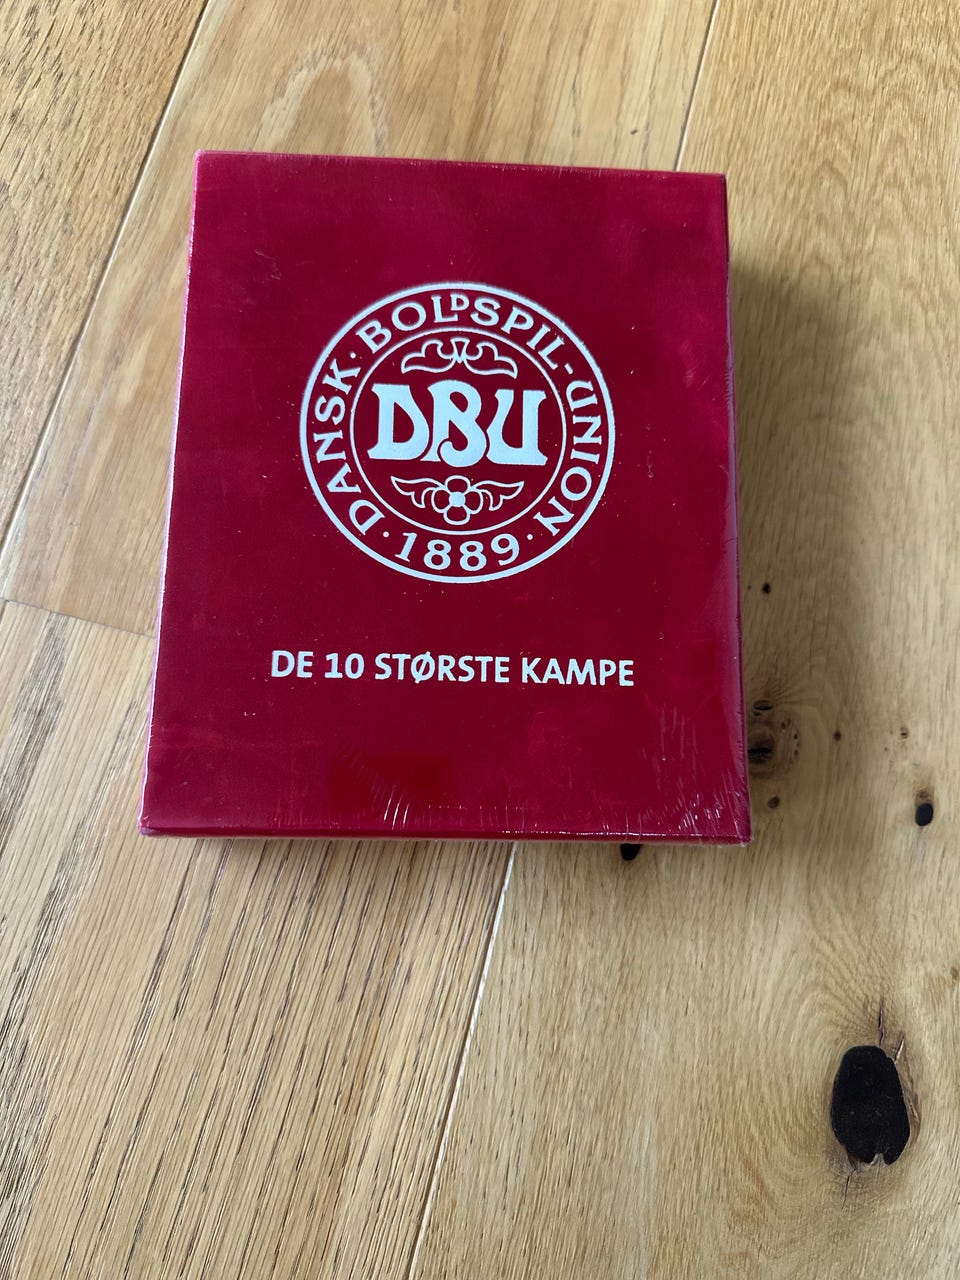 DANSK · BOLDSPIL-UNION
DBU
· 1889 ·
DE 10 STØRSTE KAMPE